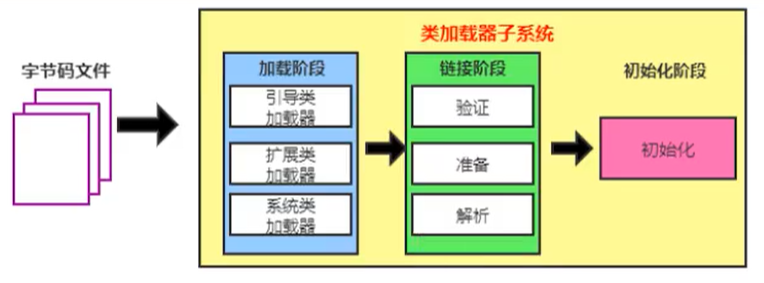 类加载器子系统
字节码文件
加载阶段
引导类
加载器
扩展类
加载器
系统类
加载器
链接阶段
验证
准备
解析
初始化阶段
初始化